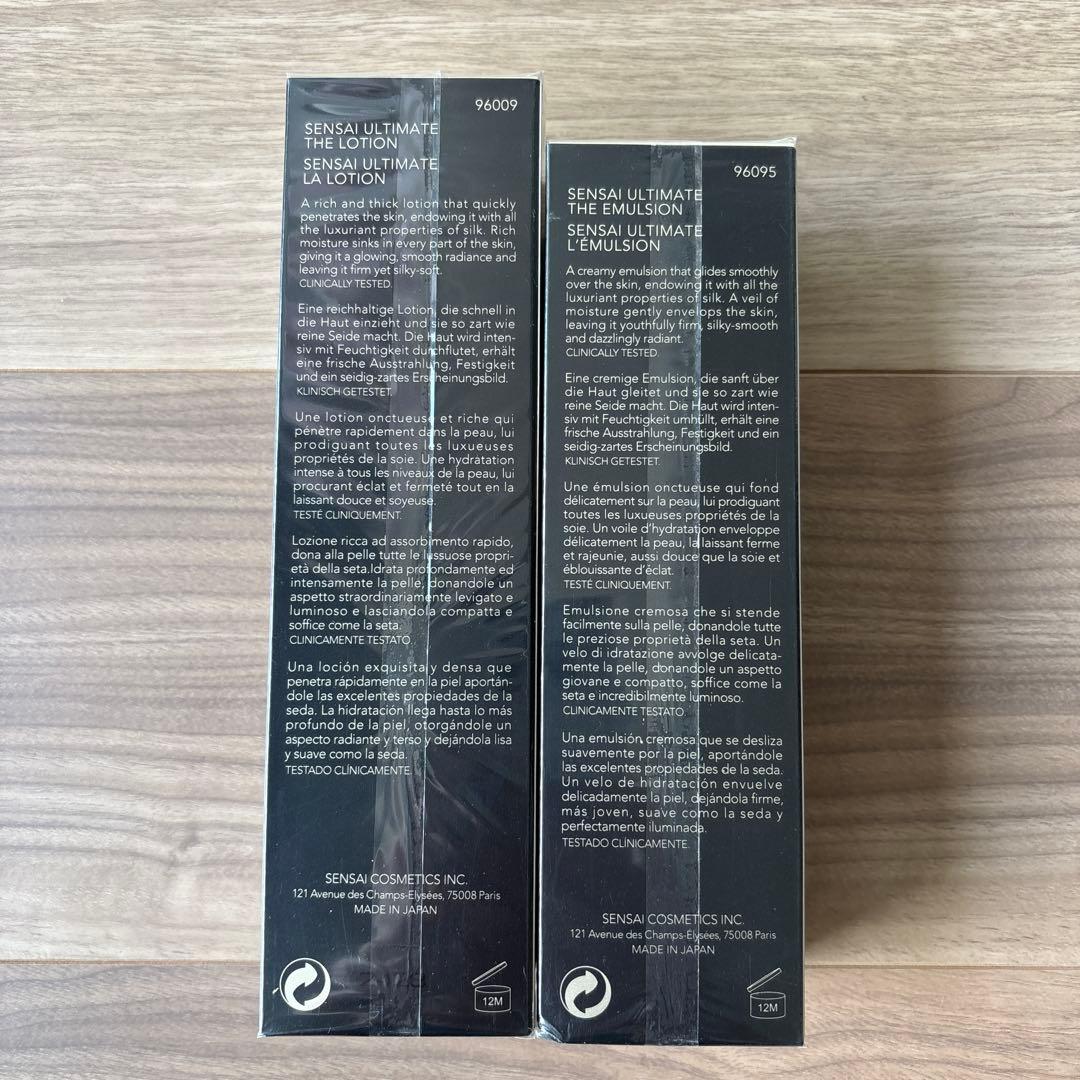 96009
SENSAI ULTIMATE
THE LOTION
SENSAI ULTIMATE
LA LOTION
A rich and thick lotion that quickly
penetrates the skin, endowing it with all
the luxuriant properties of silk. Rich
moisture sinks in every part of the skin,
giving it a glowing, smooth radiance and
leaving it firm yet silky-soft.
CLINICALLY TESTED.
Eine reichhaltige Lotion, die schnell in
die Haut einzieht und sie so zart wie
reine Seide macht. Die Haut wird inten-
siv mit Feuchtigkeit durchflutet, erhält
eine frische Ausstrahlung, Festigkeit
und ein seidig-zartes Erscheinungsbild.
KLINISCH GETESTET.
Une lotion onctueuse et riche qui
pénètre rapidement dans la peau, lui
prodiguant toutes les luxueuses
propriétés de la soie. Une hydratation
intense à tous les niveaux de la peau, lui
procurant éclat et fermeté tout en la
laissant douce et soyeuse.
TESTÉ CLINIQUEMENT.
Lozione ricca ad assorbimento rapido,
dona alla pelle tutte le lussuose propri-
età della seta.Idrata profondamente ed
intensamente la pelle, donandole un
aspetto straordinariamente levigato e
luminoso e lasciandola compatta e
soffice come la seta.
CLINICAMENTE TESTATO.
Una loción exquisita y densa que
penetra rápidamente en la piel aportán-
dole las excelentes propiedades de la
seda. La hidratación llega hasta lo más
profundo de la piel, otorgándole un
aspecto radiante y terso y dejándola lisa
y suave como la seda.
TESTADO CLÍNICAMENTE.
SENSAI COSMETICS INC.
121 Avenue des Champs-Elysées, 75008 Paris
MADE IN JAPAN
12M
96095
SENSAI ULTIMATE
THE EMULSION
SENSAI ULTIMATE
L'ÉMULSION
A creamy emulsion that glides smoothly
over the skin, endowing it with all the
luxuriant properties of silk. A veil of
moisture gently envelops the skin,
leaving it youthfully firm, silky-smooth
and dazzlingly radiant.
CLINICALLY TESTED.
Eine cremige Emulsion, die sanft über
die Haut gleitet und sie so zart wie
reine Seide macht. Die Haut wird inten-
siv mit Feuchtigkeit umhüllt, erhält eine
frische Ausstrahlung, Festigkeit und ein
seidig-zartes Erscheinungsbild.
KLINISCH GETESTET.
Une émulsion onctueuse qui fond
délicatement sur la peau, lui prodiguant
toutes les luxueuses propriétés de la
soie. Un voile d'hydratation enveloppe
délicatement la peau, la laissant ferme
et rajeunie, aussi douce que la soie et
éblouissante d'éclat.
TESTÉ CLINIQUEMENT.
Emulsione cremosa che si stende
facilmente sulla pelle, donandole tutte
le preziose proprietà della seta. Un
velo di idratazione avvolge delicata-
mente la pelle, donandole un aspetto
giovane e compatto, soffice come la
seta e incredibilmente luminoso.
CLINICAMENTE TESTATO.
Una emulsión cremosa que se desliza
suavemente por la piel, aportándole
las excelentes propiedades de la seda.
Un velo de hidratación envuelve
delicadamente la piel, dejándola firme,
más joven, suave como la seda y
perfectamente iluminada.
TESTADO CLÍNICAMENTE.
SENSAI COSMETICS INC.
121 Avenue des Champs-Élysées, 75008 Paris
MADE IN JAPAN
12M